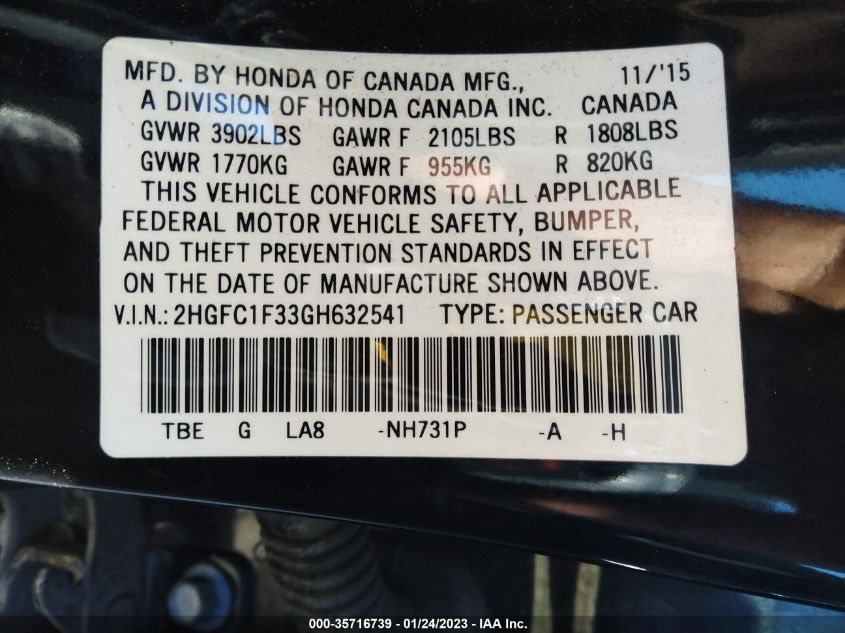 MFD. BY HONDA OF CANADA MFG., 11/'15
A DIVISION OF HONDA CANADA INC. CANADA
GVWR 3902LBS GAWR F 2105LBS R 1808LBS
GVWR 1770KG GAWR F 955KG R 820KG
THIS VEHICLE CONFORMS TO ALL APPLICABLE
FEDERAL MOTOR VEHICLE SAFETY, BUMPER,
AND THEFT PREVENTION STANDARDS IN EFFECT
ON THE DATE OF MANUFACTURE SHOWN ABOVE.
V.I.N.: 2HGFC1F33GH632541 TYPE: PASSENGER CAR
TBE G LA8 -NH731P -A -H
000-35716739 - 01/24/2023 - IAA Inc.